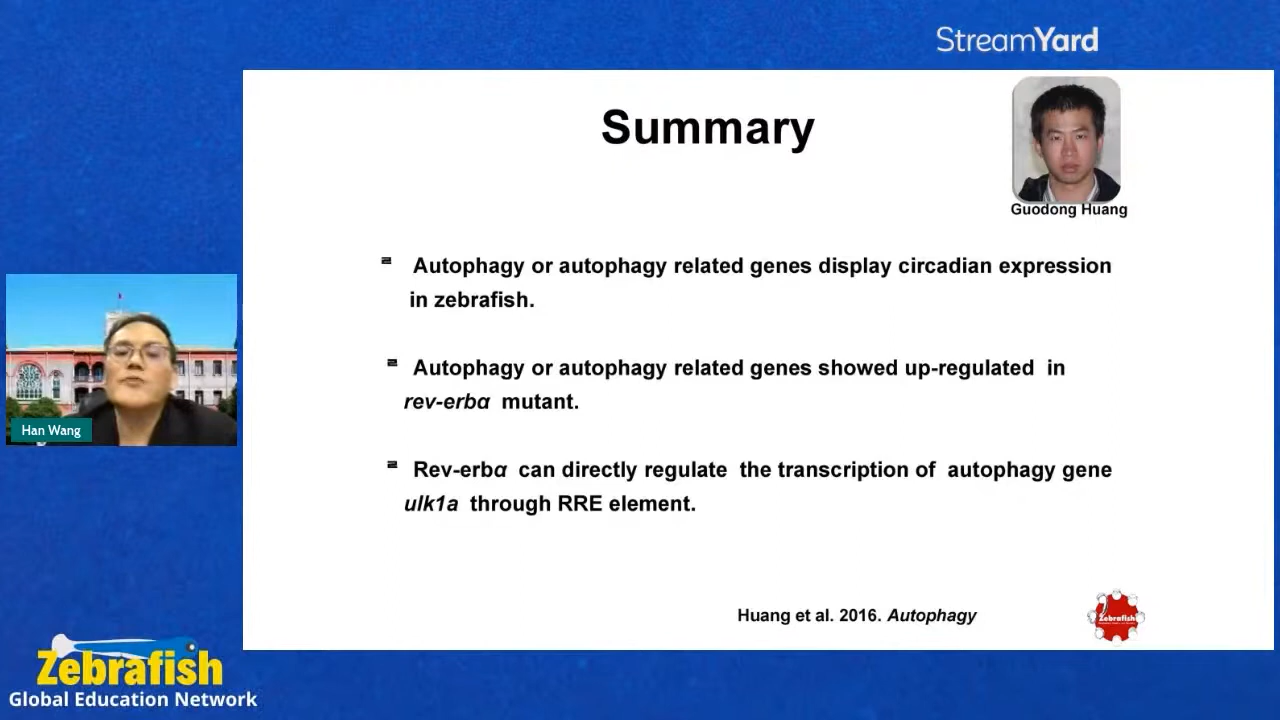 StreamYard
Summary
Guodong Huang
Autophagy or autophagy related genes display circadian expression
in zebrafish.
Autophagy or autophagy related genes showed up-regulated in
rev-erbα mutant.
Rev-erbα can directly regulate the transcription of autophagy gene
ulk1a through RRE element.
Huang et al. 2016. Autophagy
Zebrafish
Han Wang
Zebrafish
Global Education Network